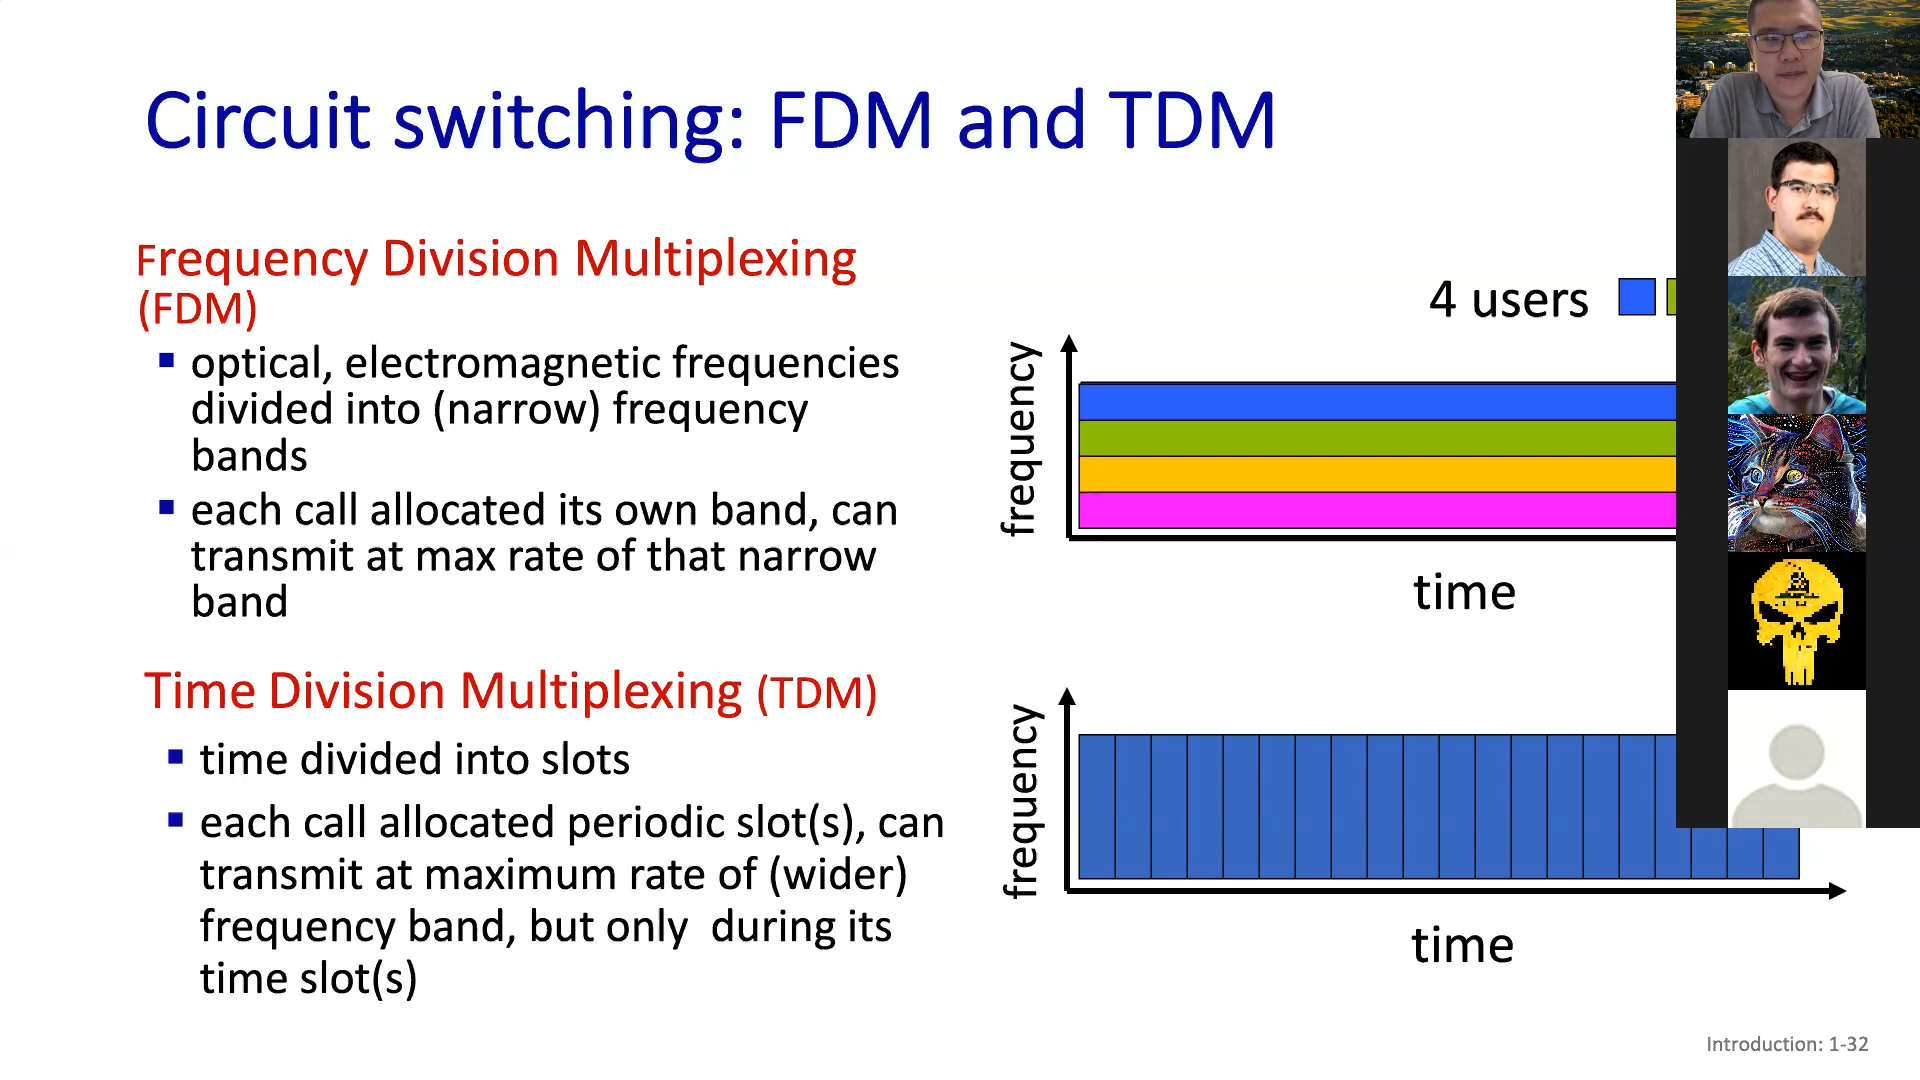 Circuit switching: FDM and TDM
Frequency Division Multiplexing
(FDM)
optical, electromagnetic frequencies
divided into (narrow) frequency
bands
each call allocated its own band, can
transmit at max rate of that narrow
band
4 users
frequency
time
Time Division Multiplexing (TDM)
time divided into slots
each call allocated periodic slot(s), can
transmit at maximum rate of (wider)
frequency band, but only during its
time slot(s)
frequency
time
Introduction: 1-32